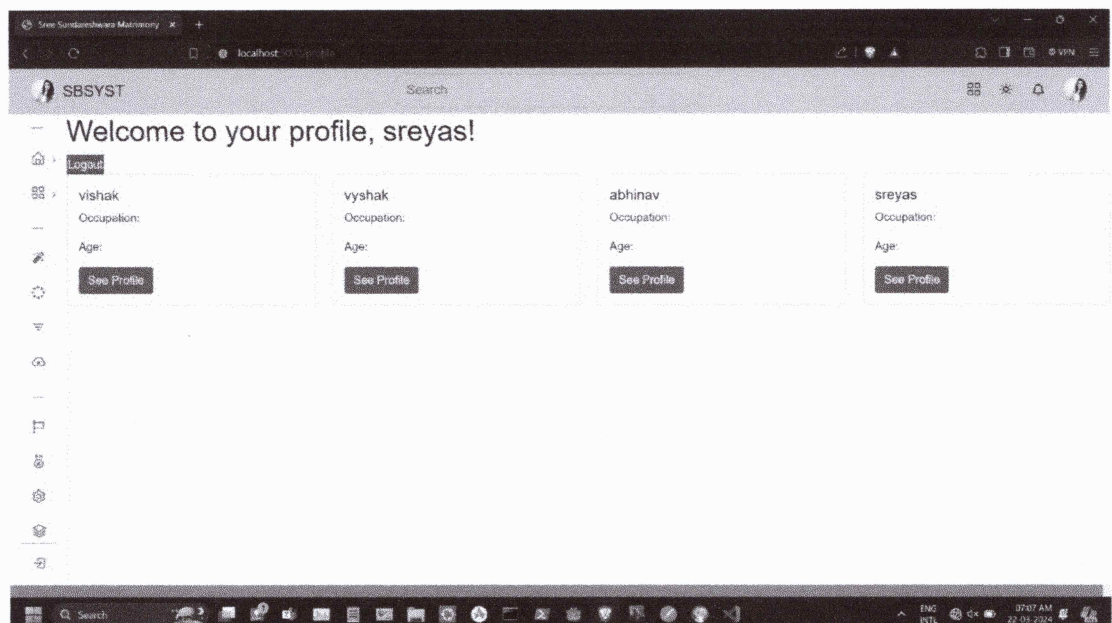 Sree Sundareshwara Matrimony
localhost
VPN
SBSYST
Search
Welcome to your profile, sreyas!
Logout
vishak
Occupation:
Age:
See Profile
vyshak
Occupation:
Age:
See Profile
abhinav
Occupation:
Age:
See Profile
sreyas
Occupation:
Age:
See Profile
Search
ENG
INTL
07:07 AM
22-03-2024